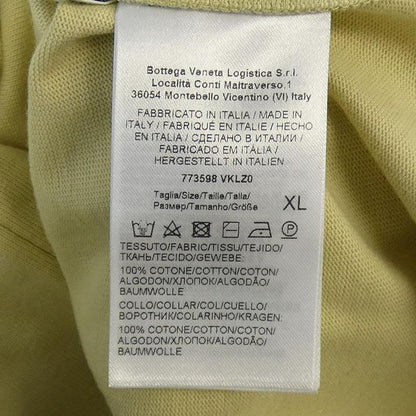 Bottega Veneta Logistica S.r.l.
Località Conti Maltraverso,1
36054 Montebello Vicentino (VI) Italy
FABBRICATO IN ITALIA / MADE IN
ITALY / FABRIQUÉ EN ITALIE / HECHO
EN ITALIA / СДЕЛАНО В ИТАЛИИ /
FABRICADO EM ITÁLIA /
HERGESTELLT IN ITALIEN
773598 VKLZ0
Taglia/Size/Taille/Talla/
Размер/Tamanho/Größe
XL
TESSUTO/FABRIC/TISSU/TEJIDO/
ТКАНЬ/TECIDO/GEWEBE:
100% COTONE/COTTON/COTON/
ALGODON/ХЛОПОК/ALGODÃO/
BAUMWOLLE
COLLO/COLLAR/COL/CUELLO/
ВОРОТНИК/COLARINHO/KRAGEN:
100% COTONE/COTTON/COTON/
ALGODON/ХЛОПОК/ALGODÃO/
BAUMWOLLE